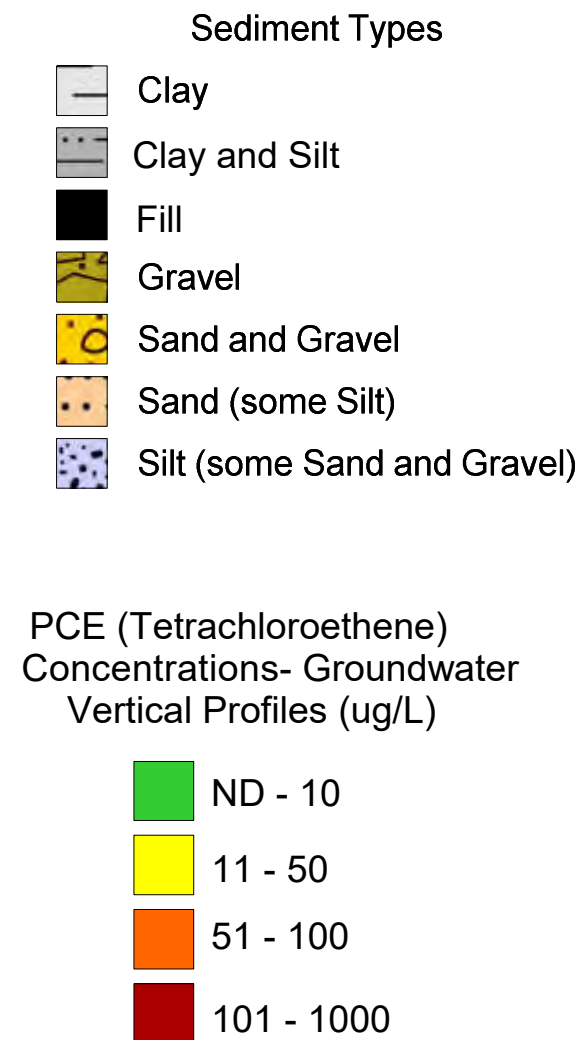 Sediment Types
Clay
Clay and Silt
Fill
Gravel
Sand and Gravel
Sand (some Silt)
Silt (some Sand and Gravel)
PCE (Tetrachloroethene)
Concentrations- Groundwater
Vertical Profiles (ug/L)
ND - 10
11 - 50
51 - 100
101 - 1000